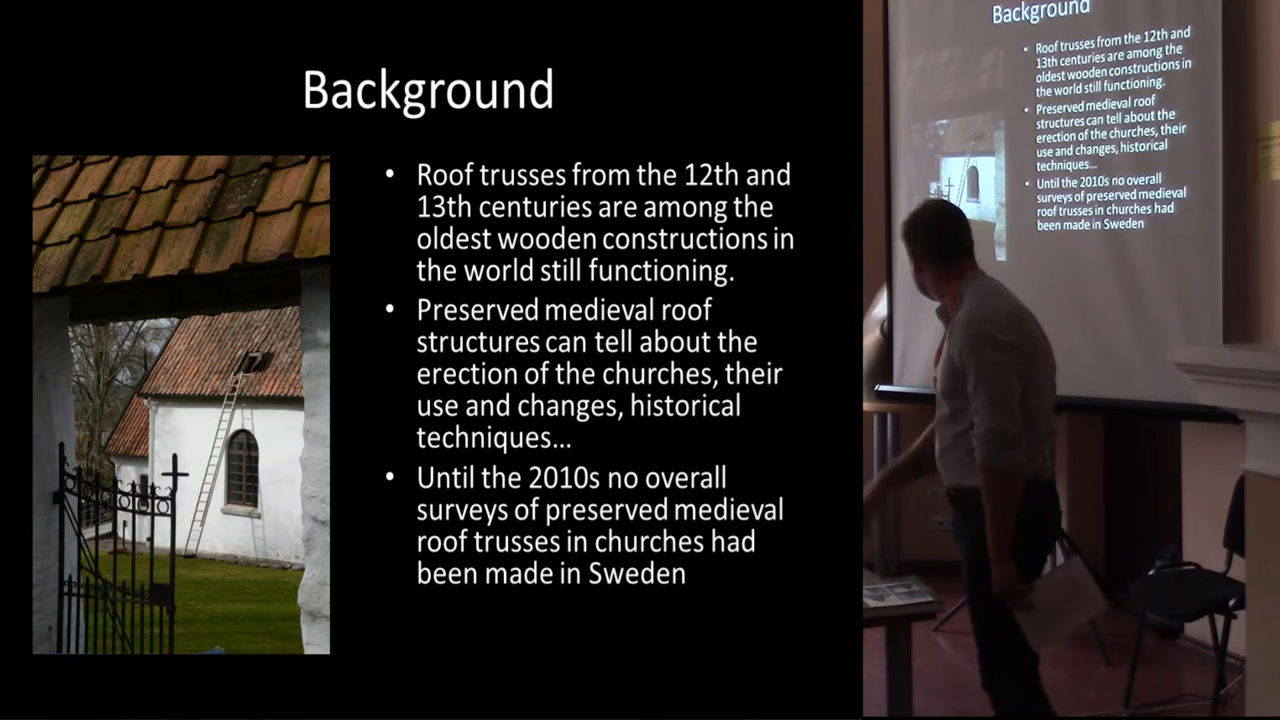 Background
• Roof trusses from the 12th and
13th centuries are among the
oldest wooden constructions in
the world still functioning.
• Preserved medieval roof
structures can tell about the
erection of the churches, their
use and changes, historical
techniques...
• Until the 2010s no overall
surveys of preserved medieval
roof trusses in churches had
been made in Sweden
Background
• Roof trusses from the 12th and
13th centuries are among the
oldest wooden constructions in
the world still functioning.
• Preserved medieval roof
structures can tell about the
erection of the churches, their
use and changes, historical
techniques...
• Until the 2010s no overall
surveys of preserved medieval
roof trusses in churches had
been made in Sweden